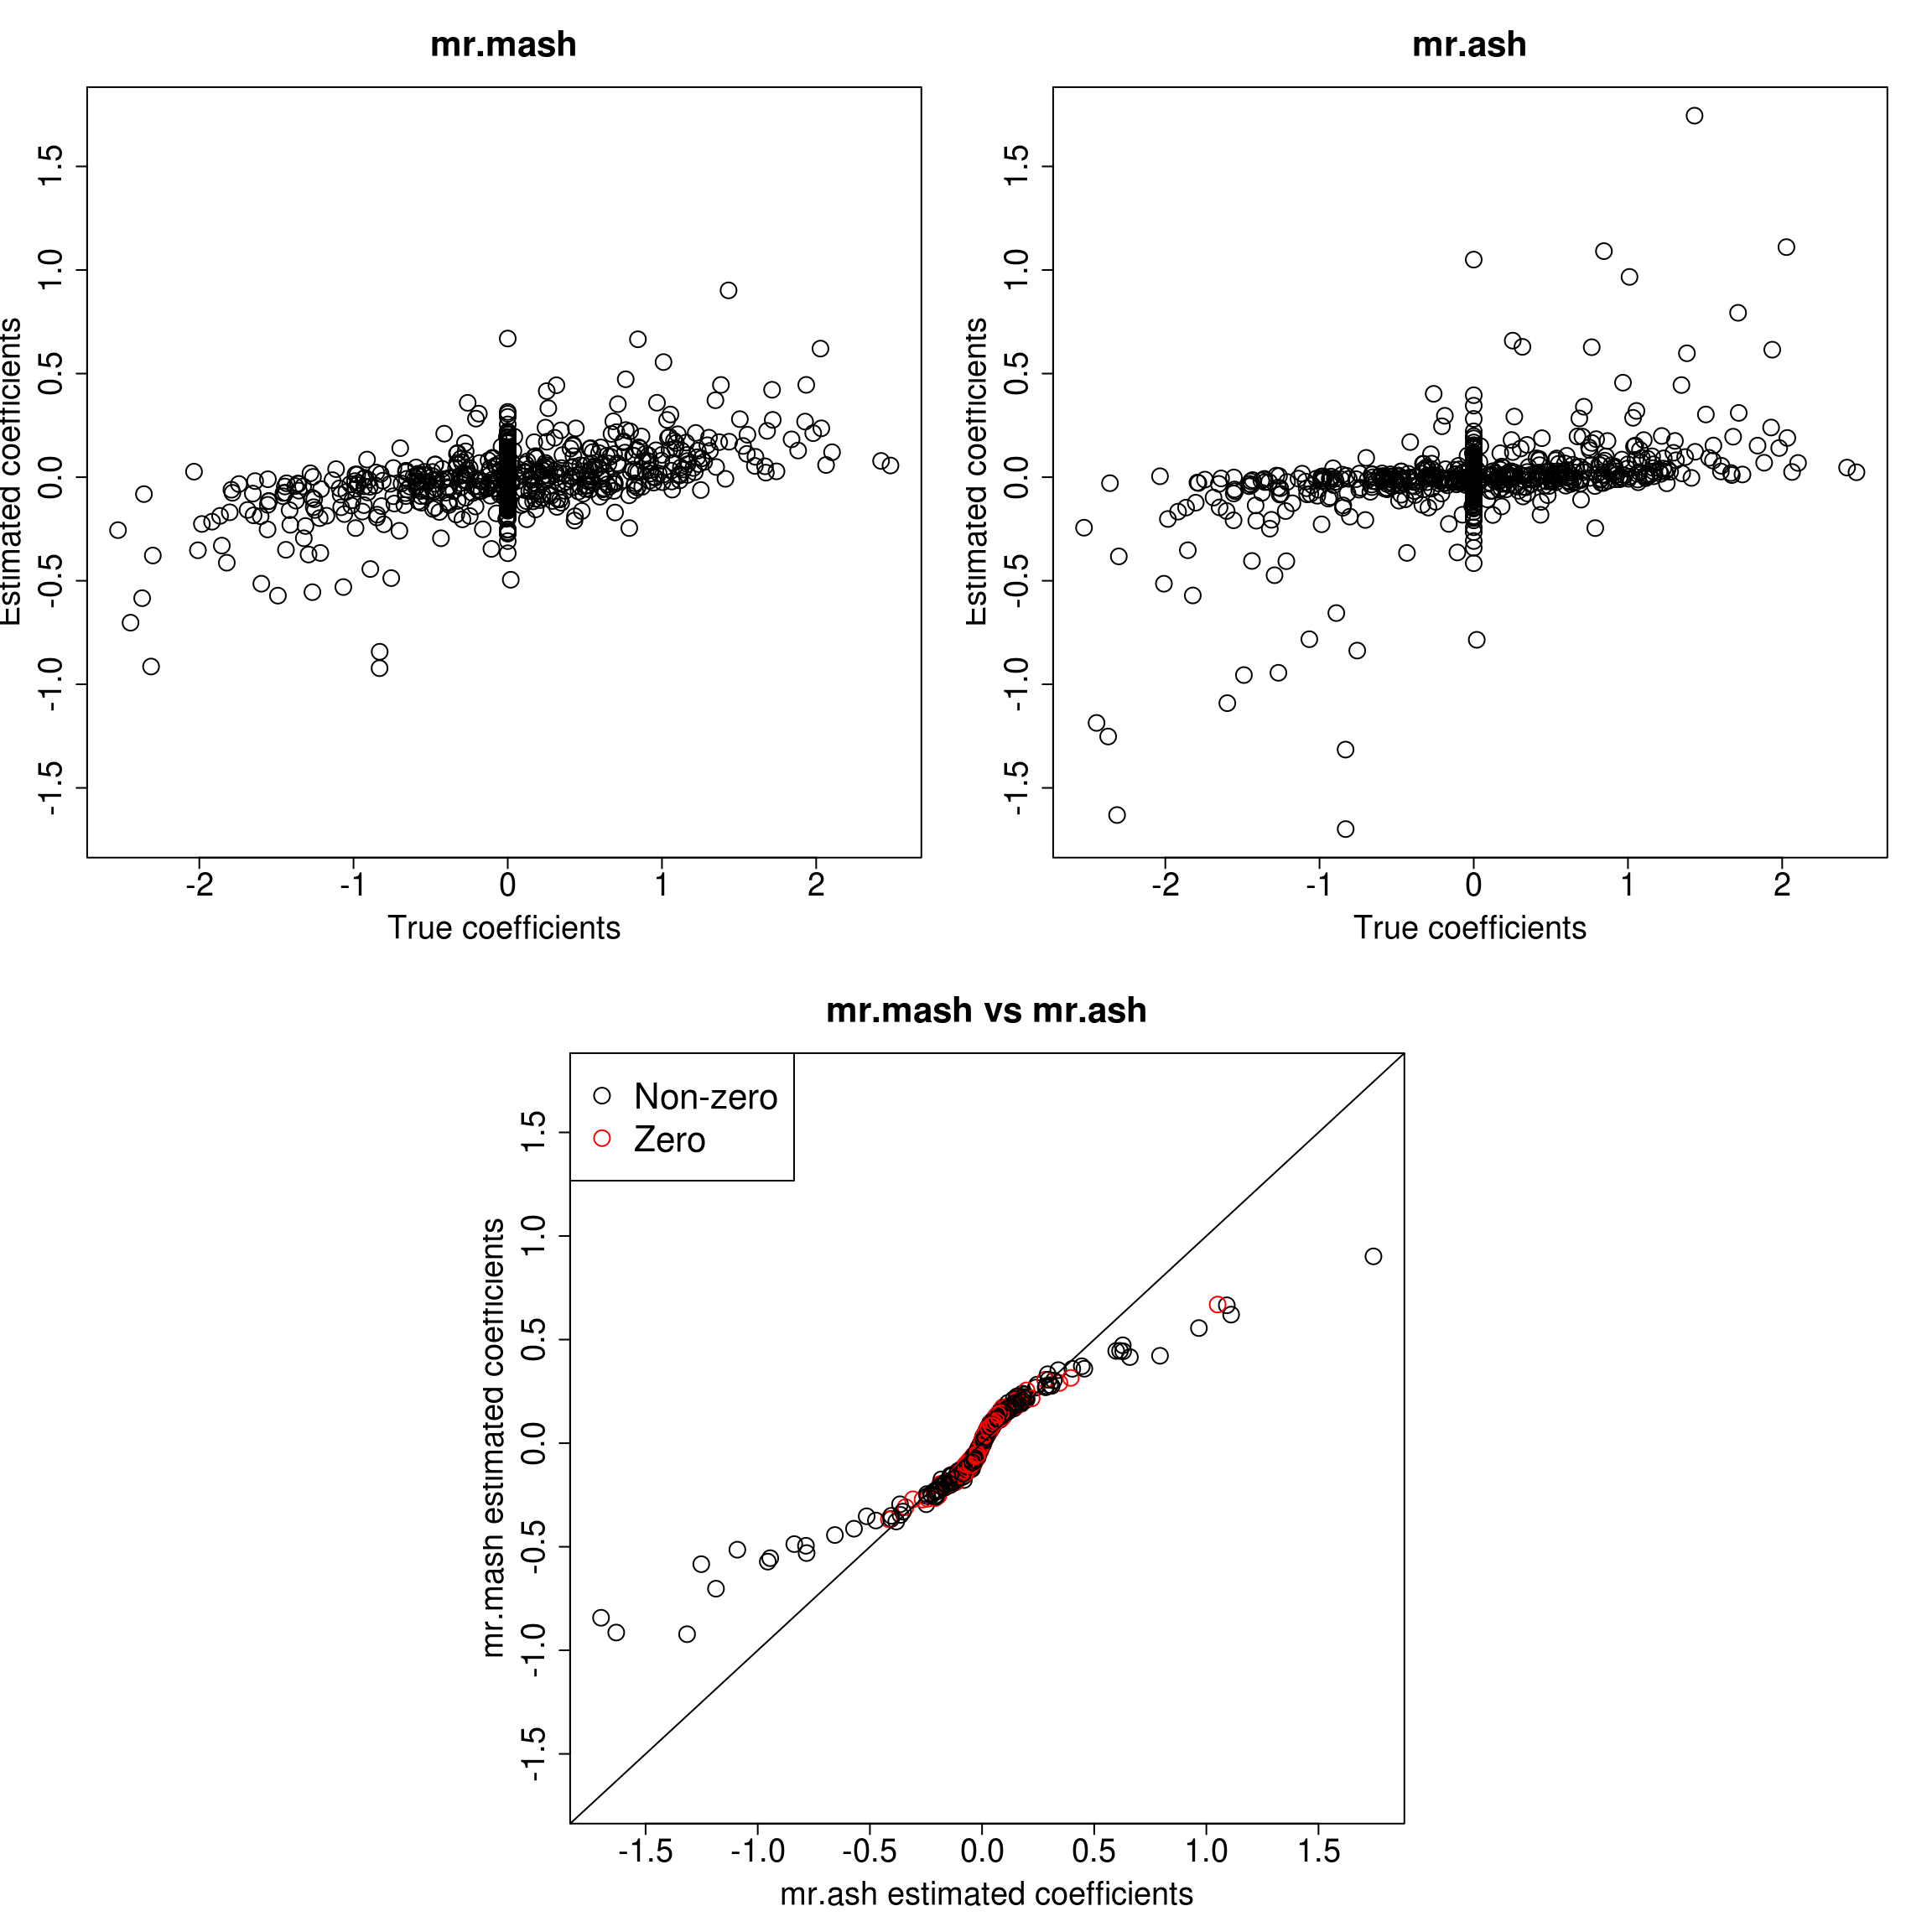 mr.mash
Estimated coefficients
1.5
1.0
0.5
0.0
-0.5
-1.0
-1.5
-2 -1 0 1 2
True coefficients
mr.ash
Estimated coefficients
1.5
1.0
0.5
0.0
-0.5
-1.0
-1.5
-2 -1 0 1 2
True coefficients
mr.mash vs mr.ash
Non-zero
Zero
mr.mash estimated coefficients
1.5
1.0
0.5
0.0
-0.5
-1.0
-1.5
-1.5 -1.0 -0.5 0.0 0.5 1.0 1.5
mr.ash estimated coefficients